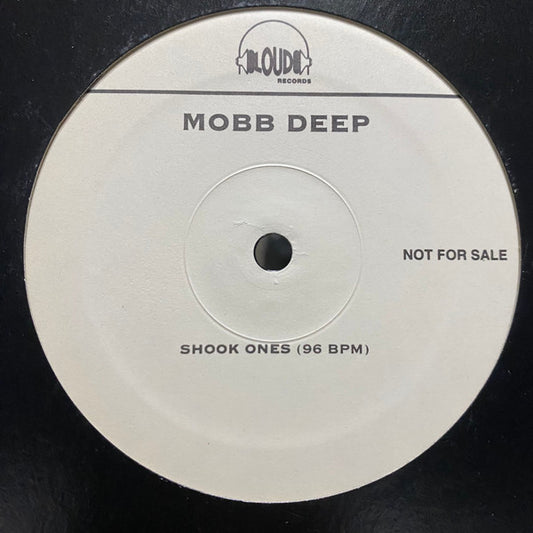 LOUD
RECORDS
MOBB DEEP
NOT FOR SALE
SHOOK ONES (96 BPM)